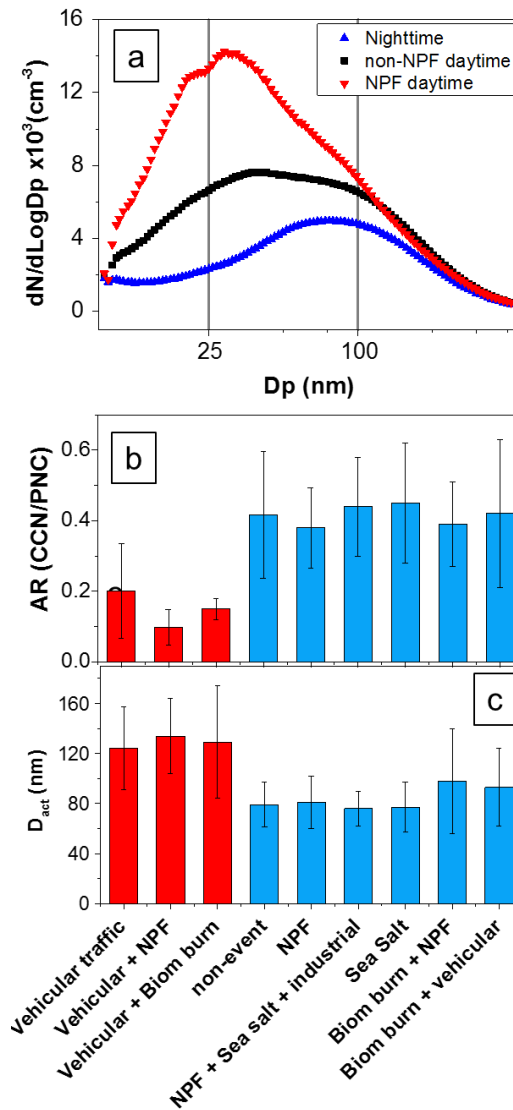 a
Nighttime
non-NPF daytime
NPF daytime
16
12
8
4
0
dN/dLogDp x10³(cm⁻³)
25
100
Dp (nm)
b
0.6
0.4
0.2
0.0
AR (CCN/PNC)
c
160
120
80
40
0
D_act (nm)
Vehicular traffic
Vehicular + NPF
Vehicular + Biom burn
non-event
NPF
NPF + Sea salt + industrial
Sea Salt
Biom burn + NPF
Biom burn + vehicular